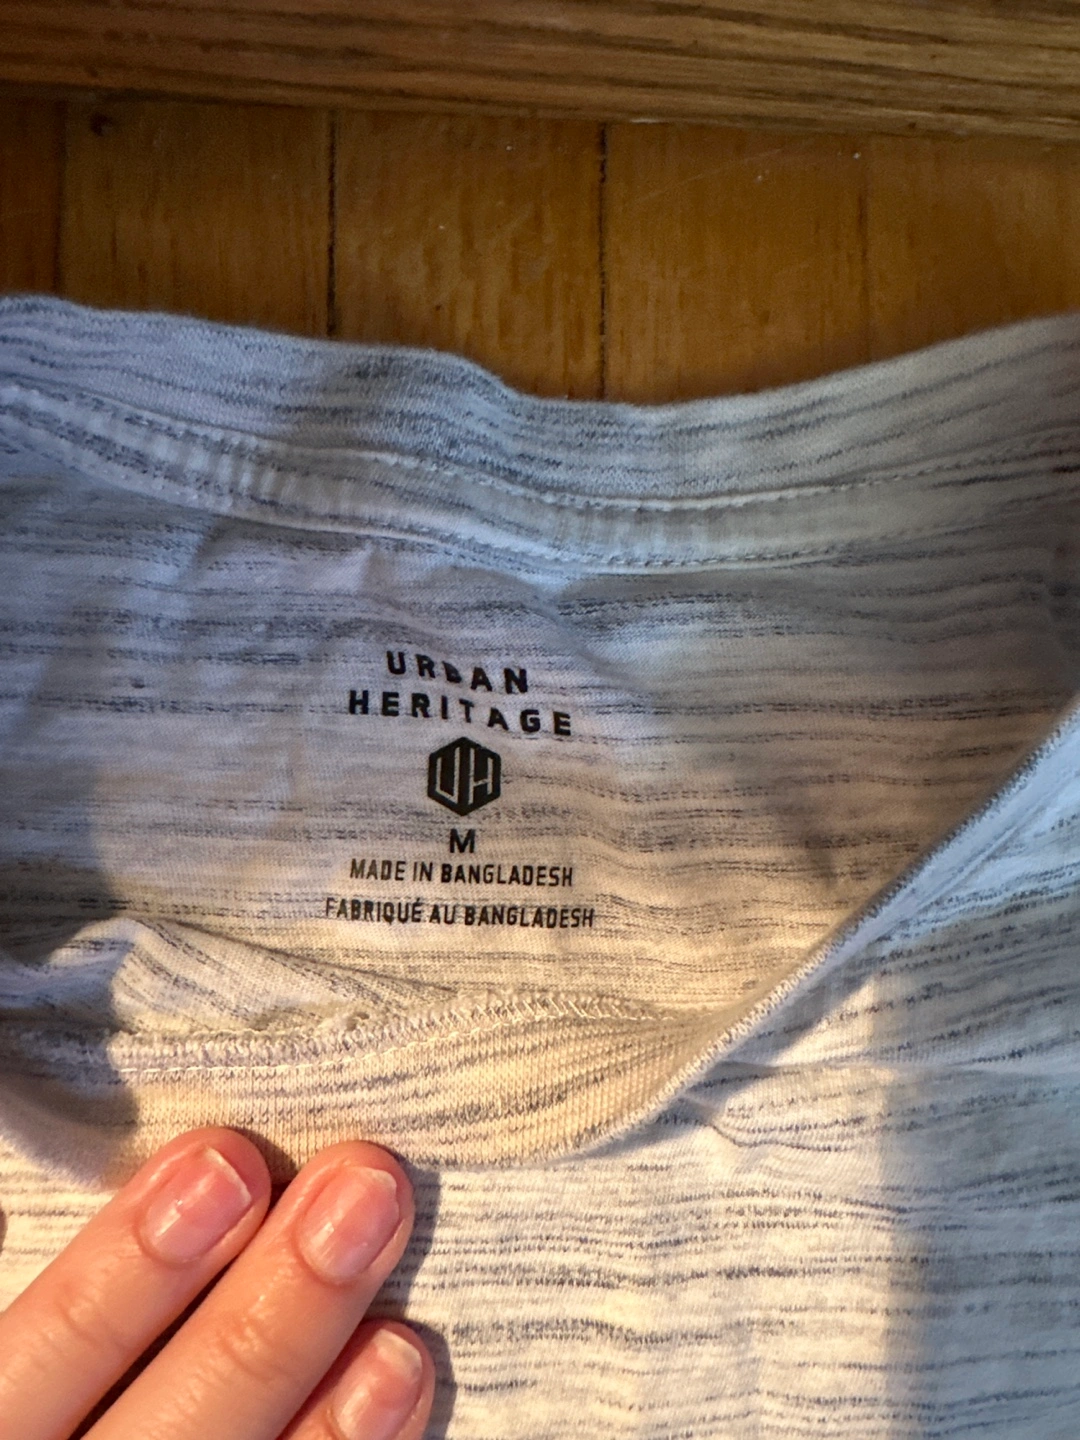 URBAN
HERITAGE
UH
M
MADE IN BANGLADESH
FABRIQUÉ AU BANGLADESH